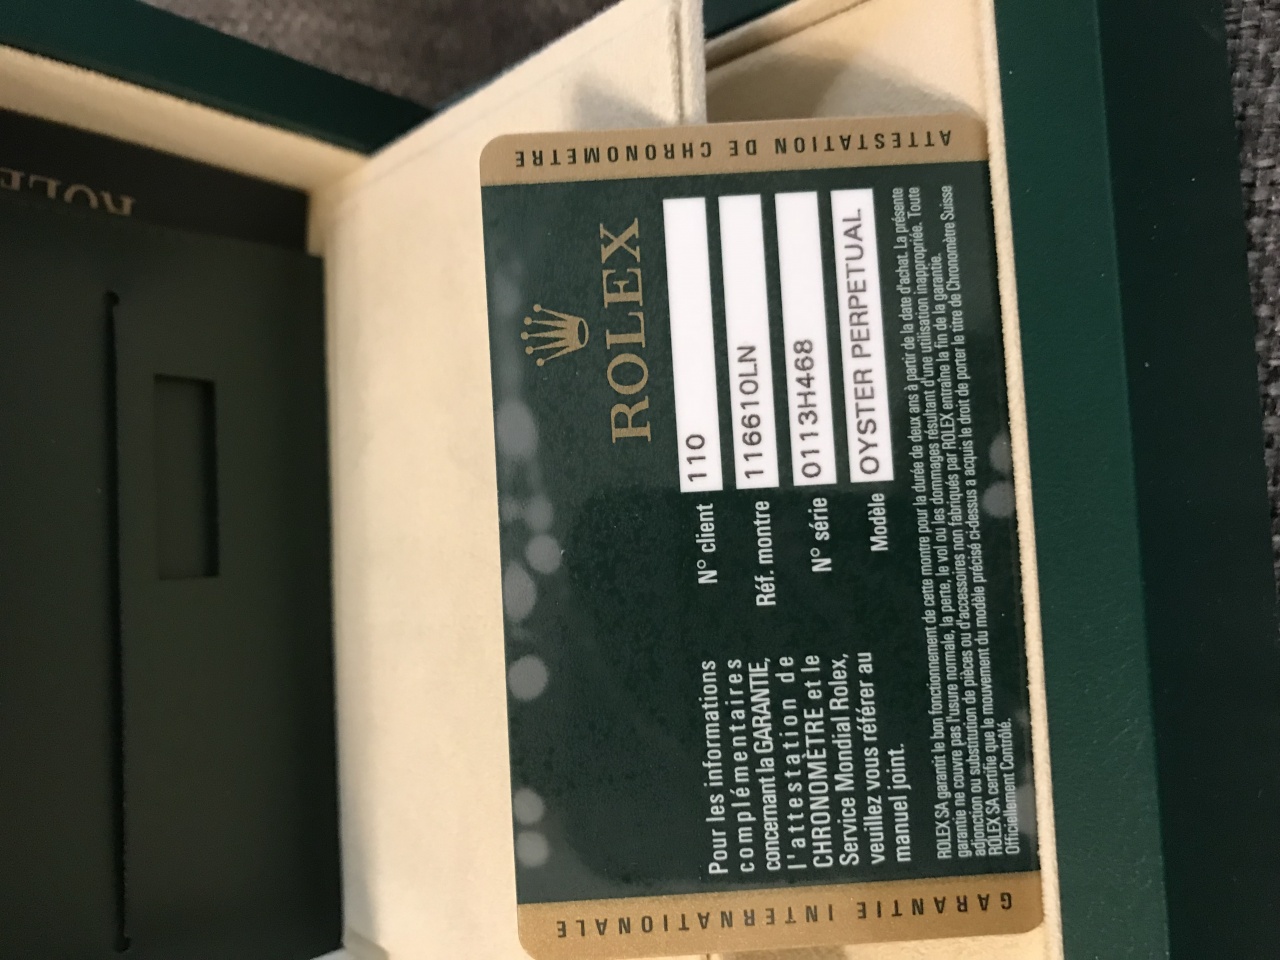 ATTESTATION DE CHRONOMETRE
ROLEX
N° client 110
Réf. montre 116610LN
N° série 0113H468
Modèle OYSTER PERPETUAL
Pour les informations
complémentaires
concernant la GARANTIE,
l'attestation de
CHRONOMÈTRE et le
Service Mondial Rolex,
veuillez vous référer au
manuel joint.
ROLEX SA garantit le bon fonctionnement de cette montre pour la durée de deux ans à partir de la date d'achat. La présente
garantie ne couvre pas l'usure normale, la perte, le vol ou les dommages résultant d'une utilisation inappropriée. Toute
adjonction ou substitution de pièces ou d'accessoires non fabriqués par ROLEX entraîne la fin de la garantie.
ROLEX SA certifie que le mouvement du modèle précisé ci-dessus a acquis le droit de porter le titre de Chronomètre Suisse
Officiellement Contrôlé.
GARANTIE INTERNATIONALE